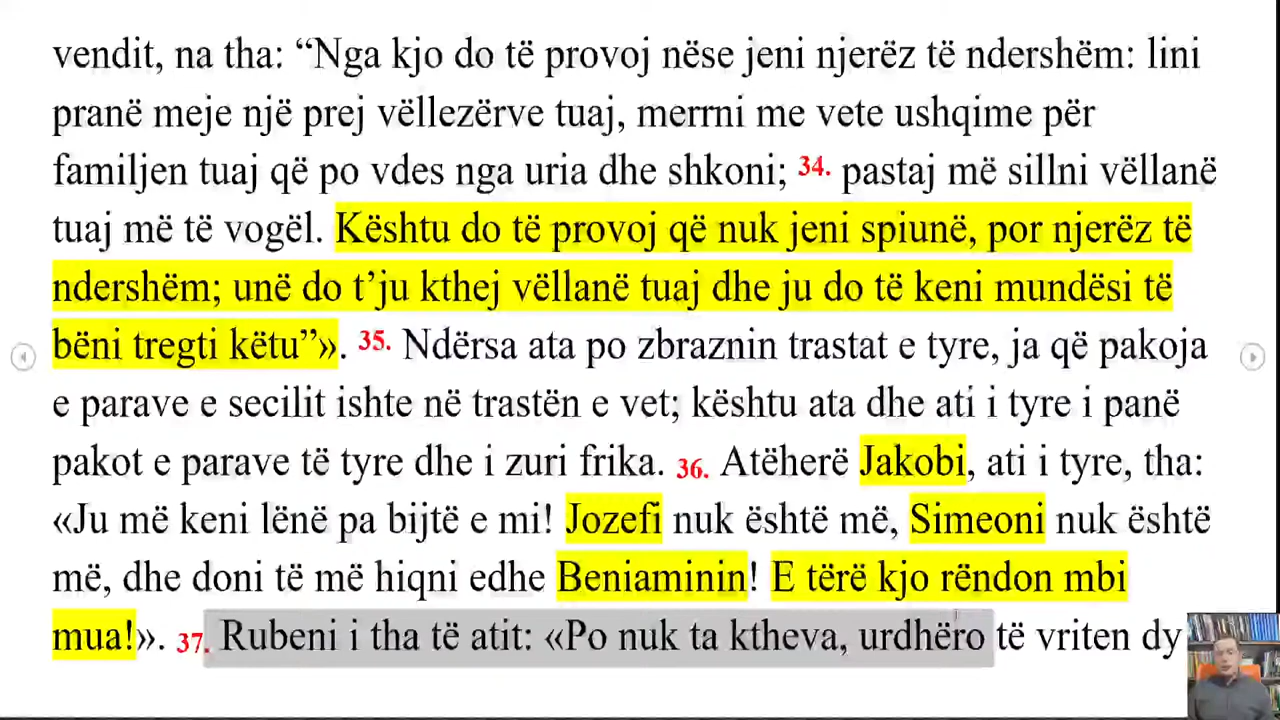 vendit, na tha: “Nga kjo do të provoj nëse jeni njerëz të ndershëm: lini
pranë meje një prej vëllezërve tuaj, merrni me vete ushqime për
familjen tuaj që po vdes nga uria dhe shkoni; 34. pastaj më sillni vëllanë
tuaj më të vogël. Kështu do të provoj që nuk jeni spiunë, por njerëz të
ndershëm; unë do t’ju kthej vëllanë tuaj dhe ju do të keni mundësi të
bëni tregti këtu”». 35. Ndërsa ata po zbraznin trastat e tyre, ja që pakoja
e parave e secilit ishte në trastën e vet; kështu ata dhe ati i tyre i panë
pakot e parave të tyre dhe i zuri frika. 36. Atëherë Jakobi, ati i tyre, tha:
«Ju më keni lënë pa bijtë e mi! Jozefi nuk është më, Simeoni nuk është
më, dhe doni të më hiqni edhe Beniaminin! E tërë kjo rëndon mbi
mua!». 37. Rubeni i tha të atit: «Po nuk ta ktheva, urdhëro të vriten dy